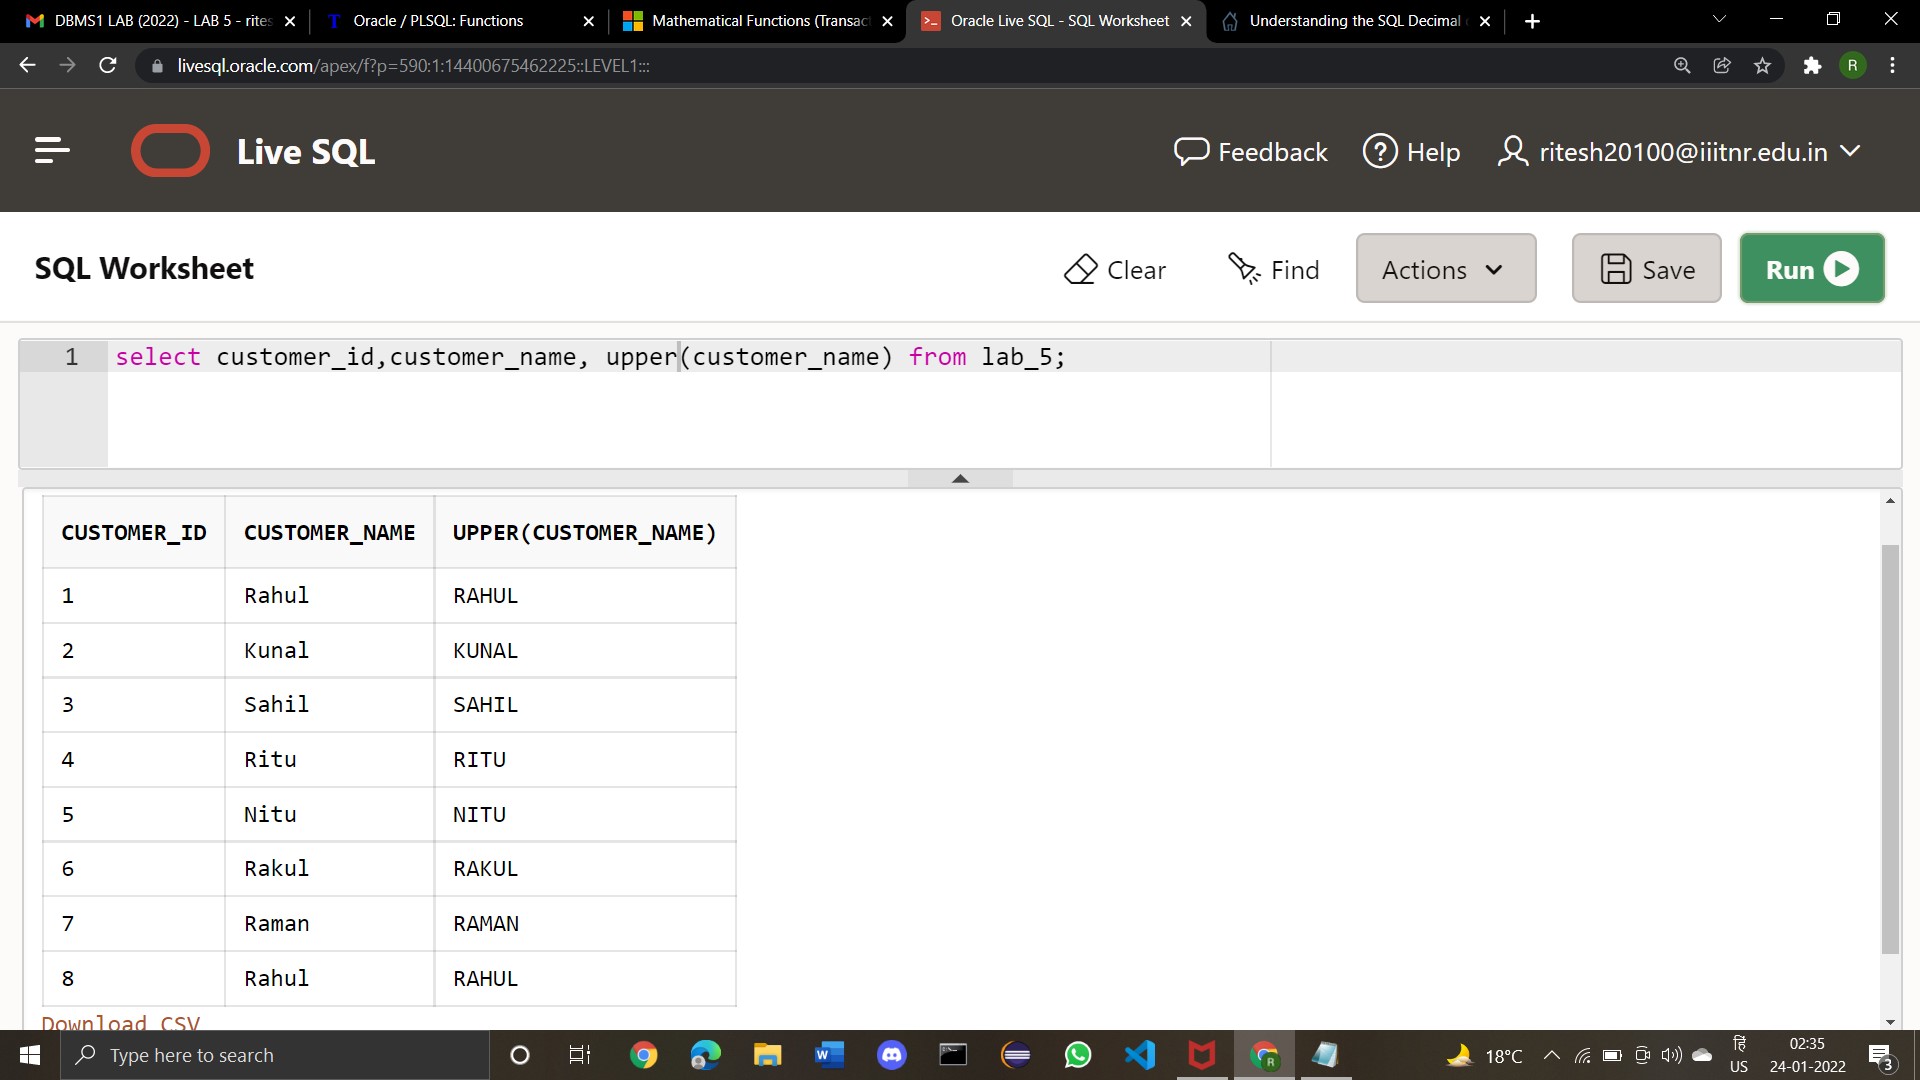 DBMS1 LAB (2022) - LAB 5 - rites
Oracle / PLSQL: Functions
Mathematical Functions (Transact
Oracle Live SQL - SQL Worksheet
Understanding the SQL Decimal
livesql.oracle.com/apex/f?p=590:1:14400675462225::LEVEL1:::
R
Live SQL
Feedback
Help
ritesh20100@iiitnr.edu.in
SQL Worksheet
Clear
Find
Actions
Save
Run
1 select customer_id,customer_name, upper(customer_name) from lab_5;
CUSTOMER_ID CUSTOMER_NAME UPPER(CUSTOMER_NAME)
1 Rahul RAHUL
2 Kunal KUNAL
3 Sahil SAHIL
4 Ritu RITU
5 Nitu NITU
6 Rakul RAKUL
7 Raman RAMAN
8 Rahul RAHUL
Download CSV
Type here to search
18°C
हि
US
02:35
24-01-2022
3